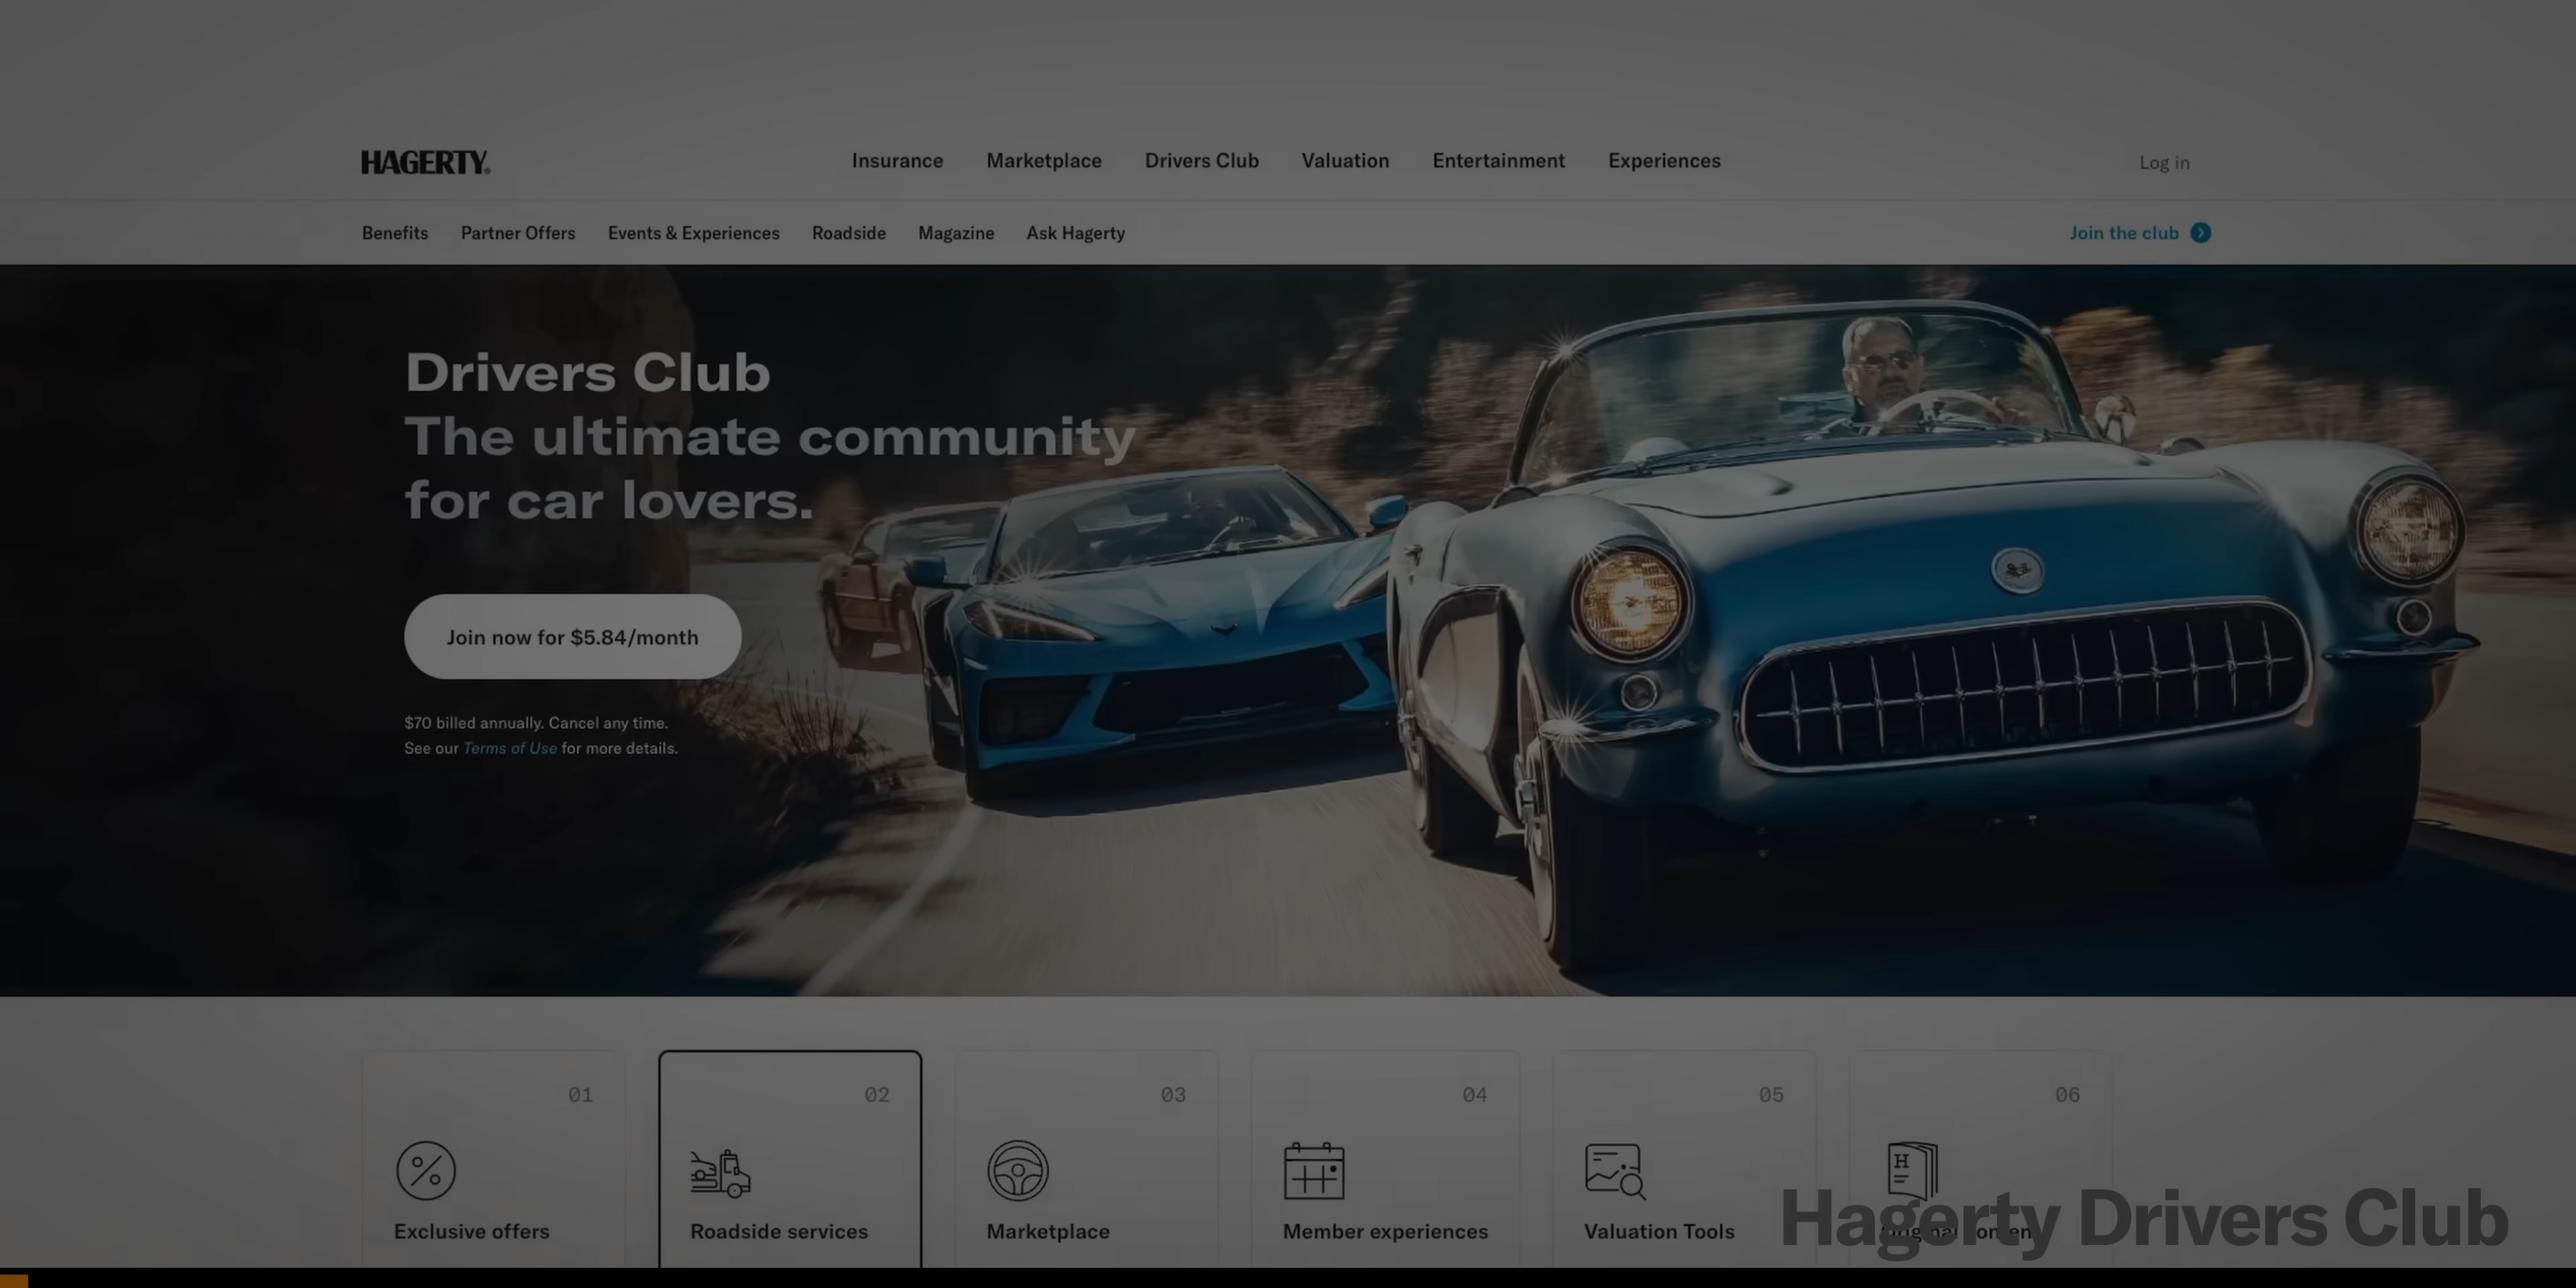 HAGERTY
Insurance Marketplace Drivers Club Valuation Entertainment Experiences
Log in
Benefits Partner Offers Events & Experiences Roadside Magazine Ask Hagerty
Join the club
Drivers Club
The ultimate community
for car lovers.
Join now for $5.84/month
$70 billed annually. Cancel any time.
See our Terms of Use for more details.
01 02 03 04 05 06
H
Exclusive offers Roadside services Marketplace Member experiences Valuation Tools
Hagerty Drivers Club